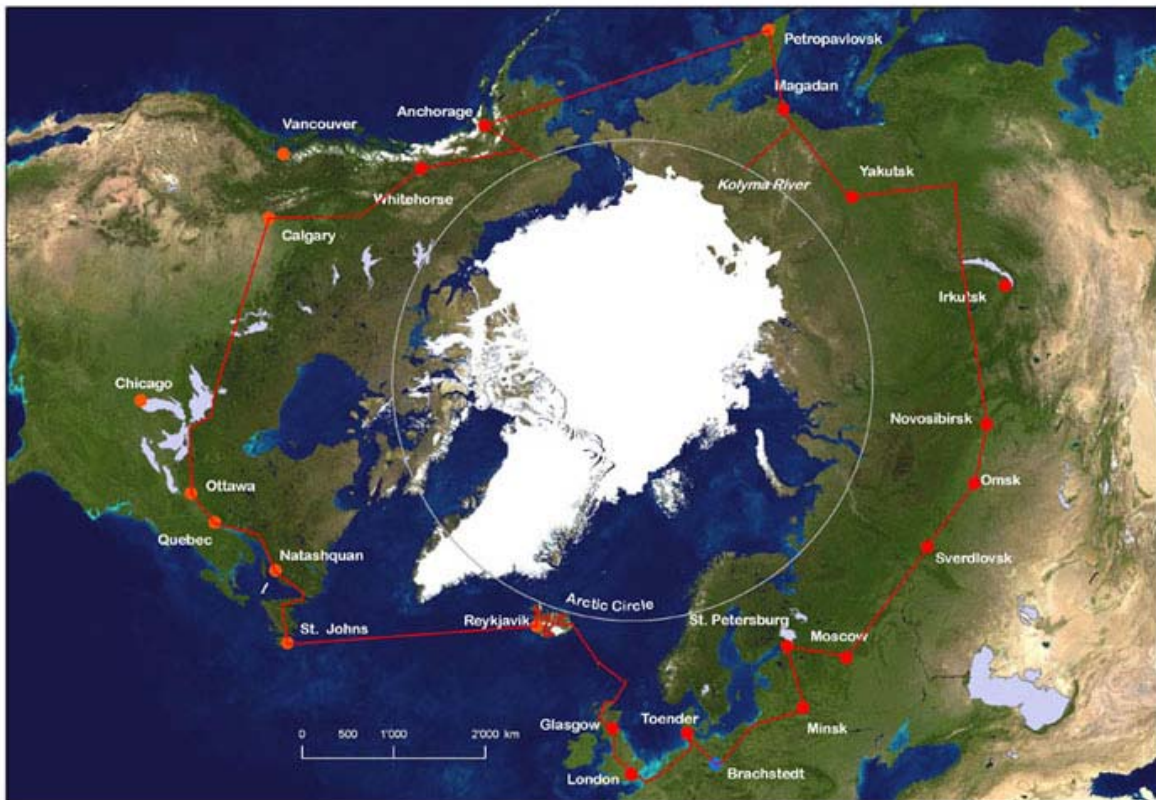 Petropavlovsk
Magadan
Anchorage
Vancouver
Whitehorse
Kolyma River
Yakutsk
Calgary
Irkutsk
Chicago
Novosibirsk
Ottawa
Omsk
Quebec
Natashquan
Sverdlovsk
Arctic Circle
St. Johns
Reykjavik
St. Petersburg
Moscow
Glasgow
Toender
Minsk
0 500 1'000 2'000 km
London
Brachstedt